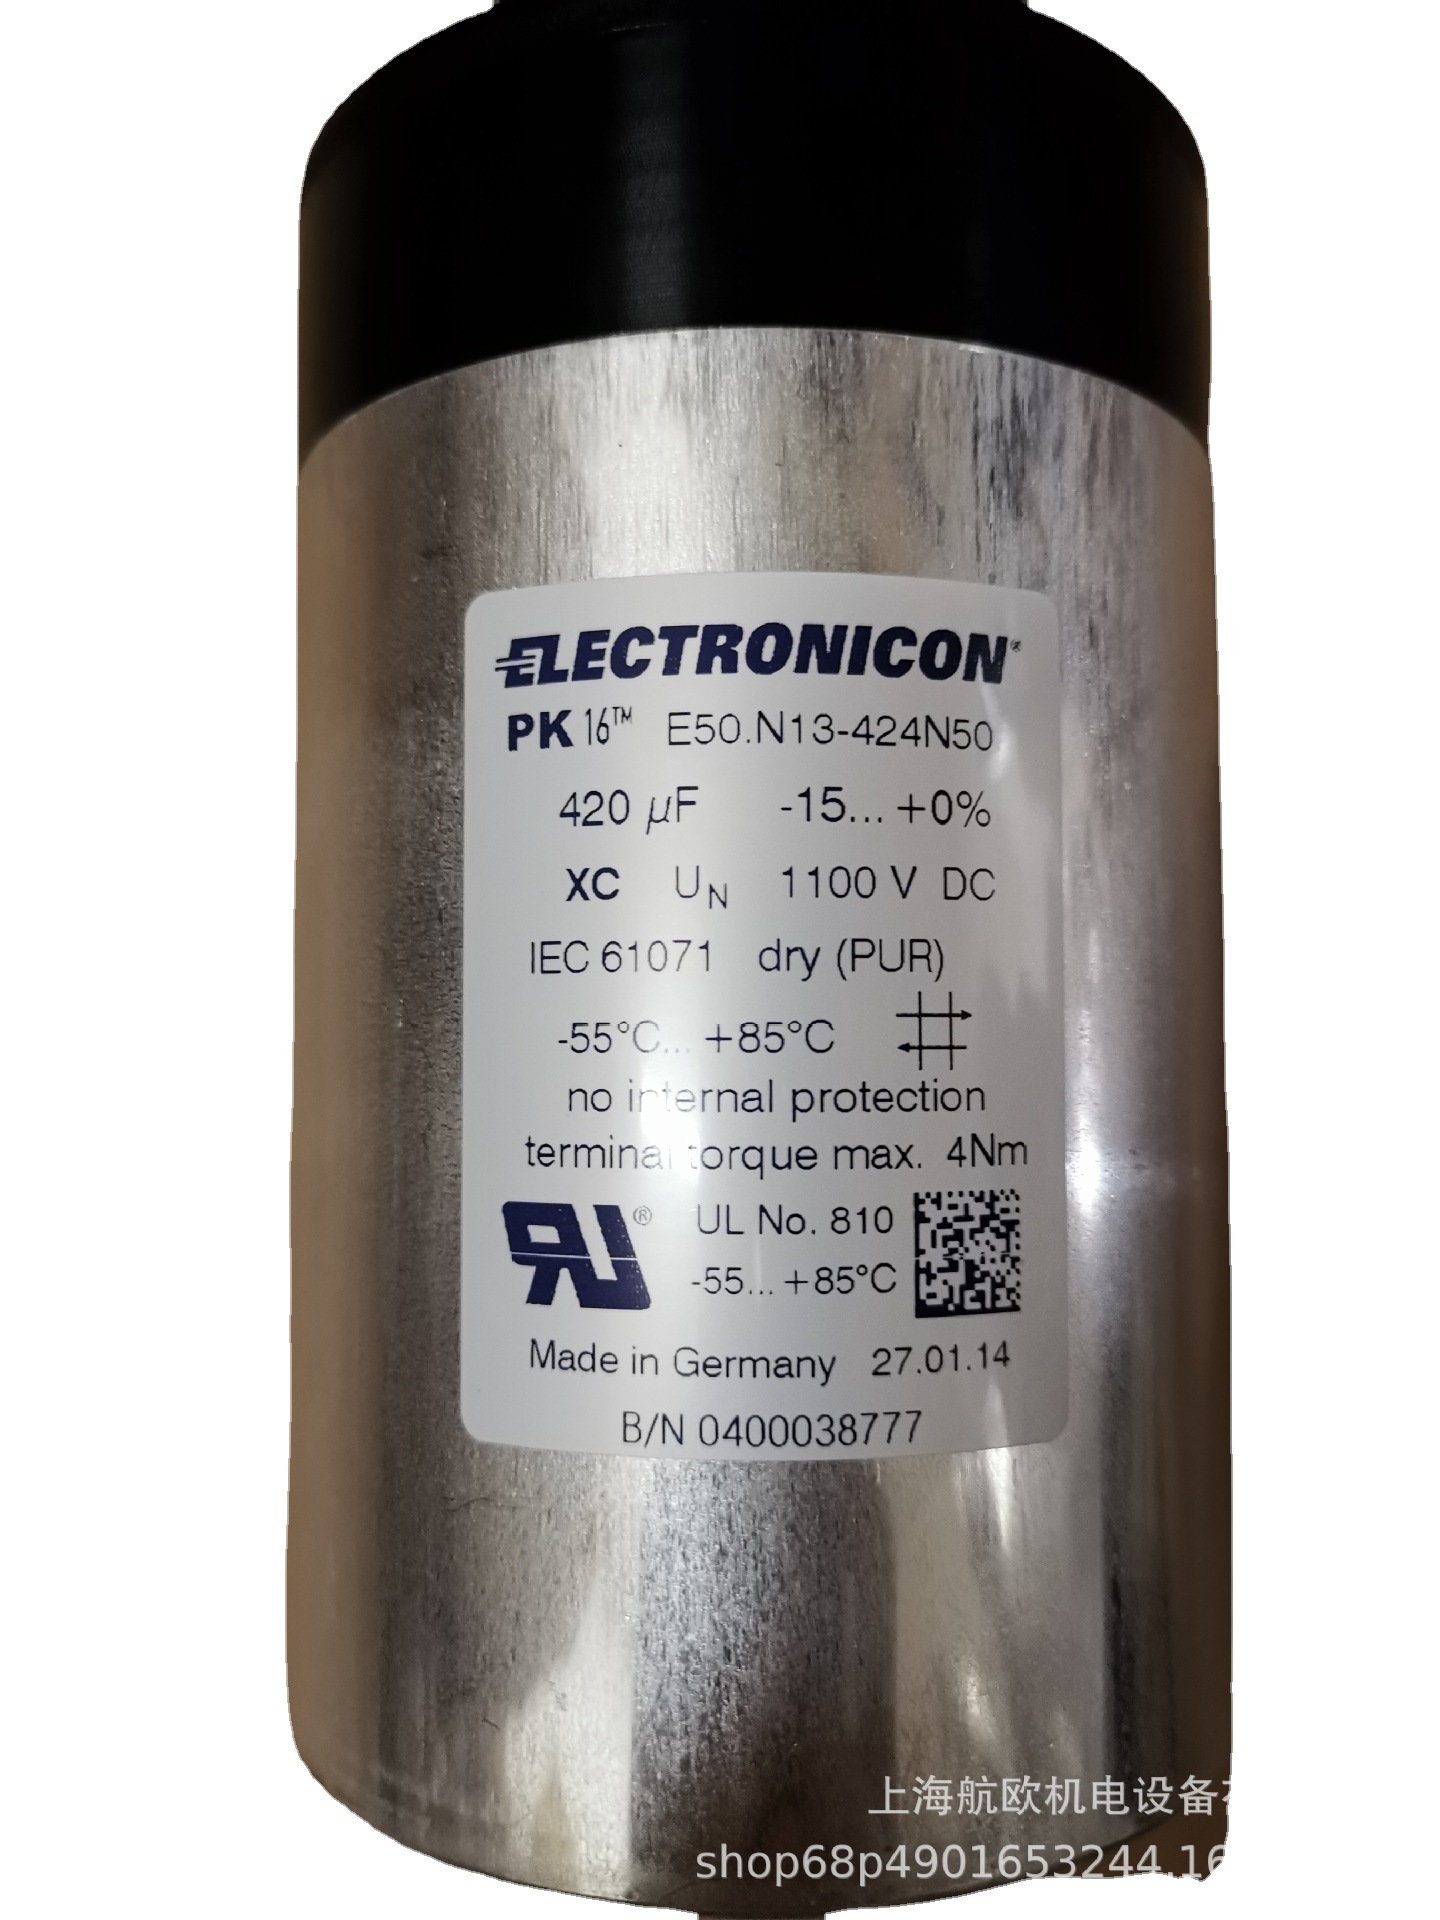 ELECTRONICON®
PK 16™ E50.N13-424N50
420 µF -15... +0%
XC UN 1100 V DC
IEC 61071 dry (PUR)
-55°C... +85°C
no internal protection
terminal torque max. 4Nm
RU® UL No. 810
-55... +85°C
Made in Germany 27.01.14
B/N 0400038777
上海航欧机电设备
shop68p4901653244.16